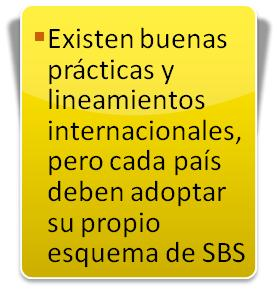 ▪Existen buenas
prácticas y
lineamientos
internacionales,
pero cada país
deben adoptar
su propio
esquema de SBS